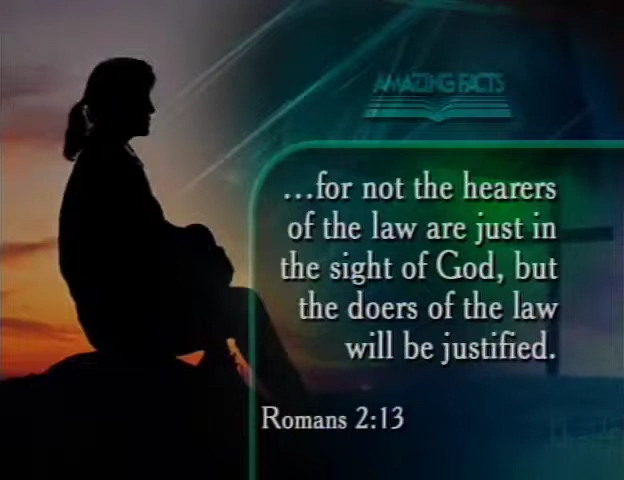 AMAZING FACTS
...for not the hearers
of the law are just in
the sight of God, but
the doers of the law
will be justified.
Romans 2:13